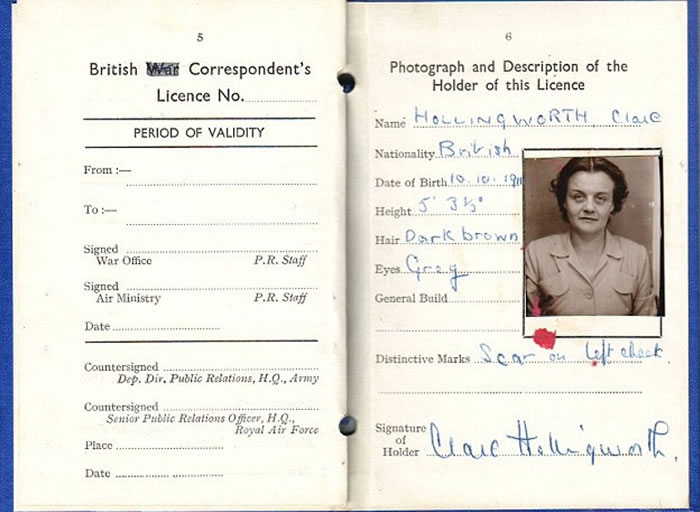 5
British War Correspondent's
Licence No.
PERIOD OF VALIDITY
From :—
To :—
Signed
War Office P.R. Staff
Signed
Air Ministry P.R. Staff
Date
Countersigned
Dep. Dir. Public Relations, H.Q., Army
Countersigned
Senior Public Relations Officer, H.Q.,
Royal Air Force
Place
Date
6
Photograph and Description of the
Holder of this Licence
Name HOLLINGWORTH, Clare
Nationality British
Date of Birth 10. 10. 191
Height 5' 3½"
Hair Dark brown
Eyes Grey
General Build
Distinctive Marks Scar on left cheek.
Signature
of
Holder
Clare Hollingworth.